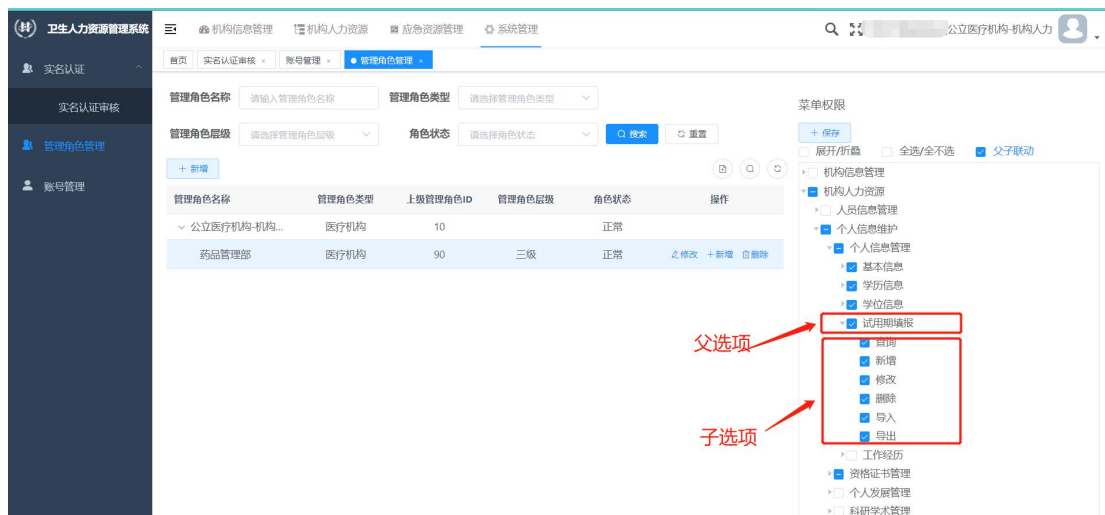 卫生人力资源管理系统
机构信息管理 机构人力资源 应急资源管理 系统管理
公立医疗机构-机构人力
实名认证
实名认证审核
管理角色管理
账号管理
首页 实名认证审核 × 账号管理 × 管理角色管理 ×
管理角色名称 请输入管理角色名称 管理角色类型 请选择管理角色类型
管理角色层级 请选择管理角色层级 角色状态 请选择角色状态 搜索 重置
+ 新增
管理角色名称 管理角色类型 上级管理角色ID 管理角色层级 角色状态 操作
公立医疗机构-机构... 医疗机构 10 正常
药品管理部 医疗机构 90 三级 正常 修改 +新增 删除
菜单权限
+ 保存
展开/折叠 全选/全不选 父子联动
机构信息管理
机构人力资源
人员信息管理
个人信息维护
个人信息管理
基本信息
学历信息
学位信息
试用期填报
查询
新增
修改
删除
导入
导出
工作经历
资格证书管理
个人发展管理
科研学术管理
父选项
子选项